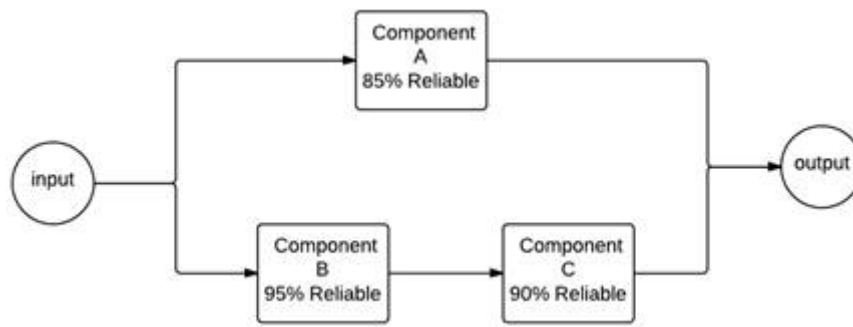 Component
A
85% Reliable
input
output
Component
B
95% Reliable
Component
C
90% Reliable